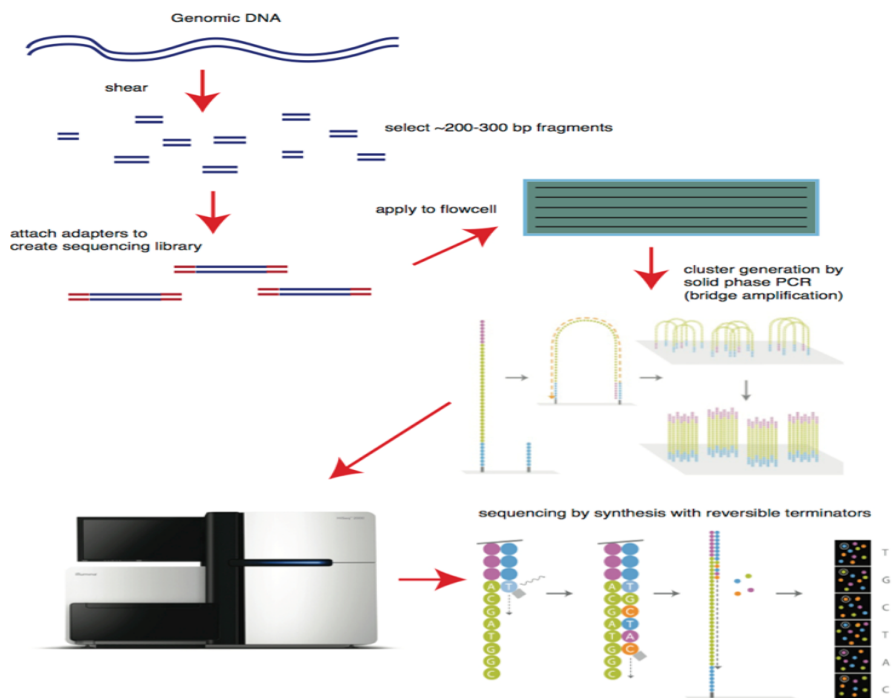 Genomic DNA
shear
select ~200-300 bp fragments
attach adapters to
create sequencing library
apply to flowcell
cluster generation by
solid phase PCR
(bridge amplification)
sequencing by synthesis with reversible terminators
A T
C
G
A
T
G
G
C
A T
C G
G C
A T
T A
G C
G
C
T
G
C
T
A
C